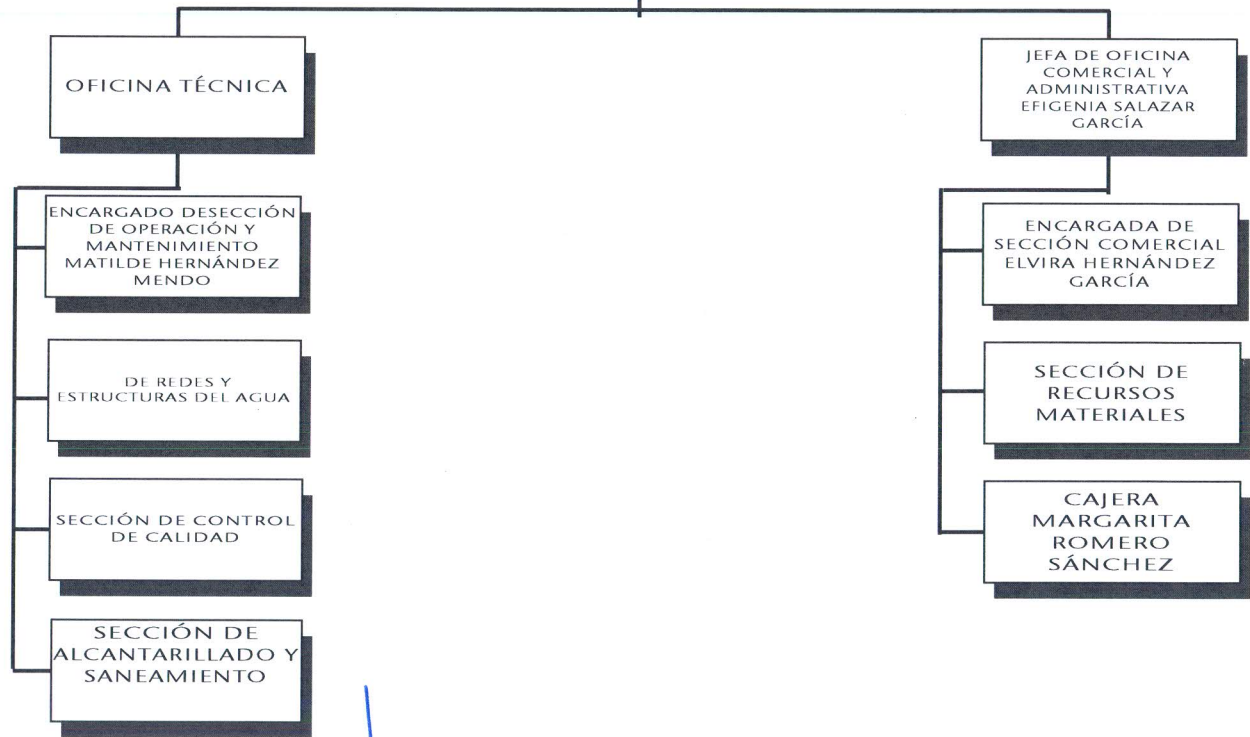 OFICINA TÉCNICA
ENCARGADO DESECCIÓN
DE OPERACIÓN Y
MANTENIMIENTO
MATILDE HERNÁNDEZ
MENDO
DE REDES Y
ESTRUCTURAS DEL AGUA
SECCIÓN DE CONTROL
DE CALIDAD
SECCIÓN DE
ALCANTARILLADO Y
SANEAMIENTO
JEFA DE OFICINA
COMERCIAL Y
ADMINISTRATIVA
EFIGENIA SALAZAR
GARCÍA
ENCARGADA DE
SECCIÓN COMERCIAL
ELVIRA HERNÁNDEZ
GARCÍA
SECCIÓN DE
RECURSOS
MATERIALES
CAJERA
MARGARITA
ROMERO
SÁNCHEZ